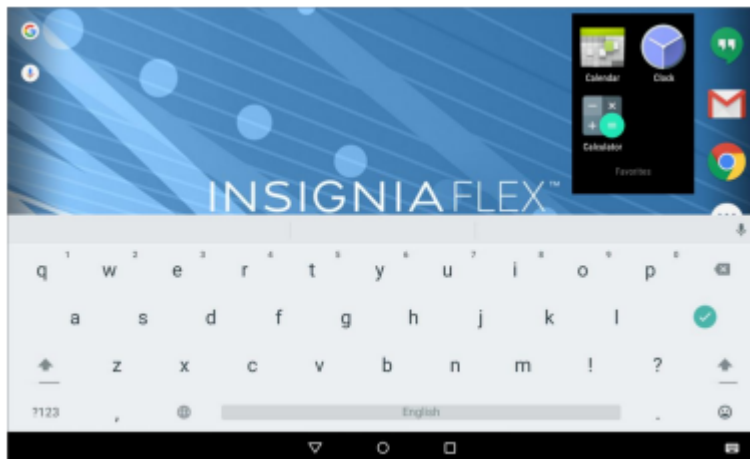 Calendar Clock
Calculator
Favorites
INSIGNIA FLEX™
1 2 3 4 5 6 7 8 9 0
q w e r t y u i o p
a s d f g h j k l
z x c v b n m ! ?
?123 , English .